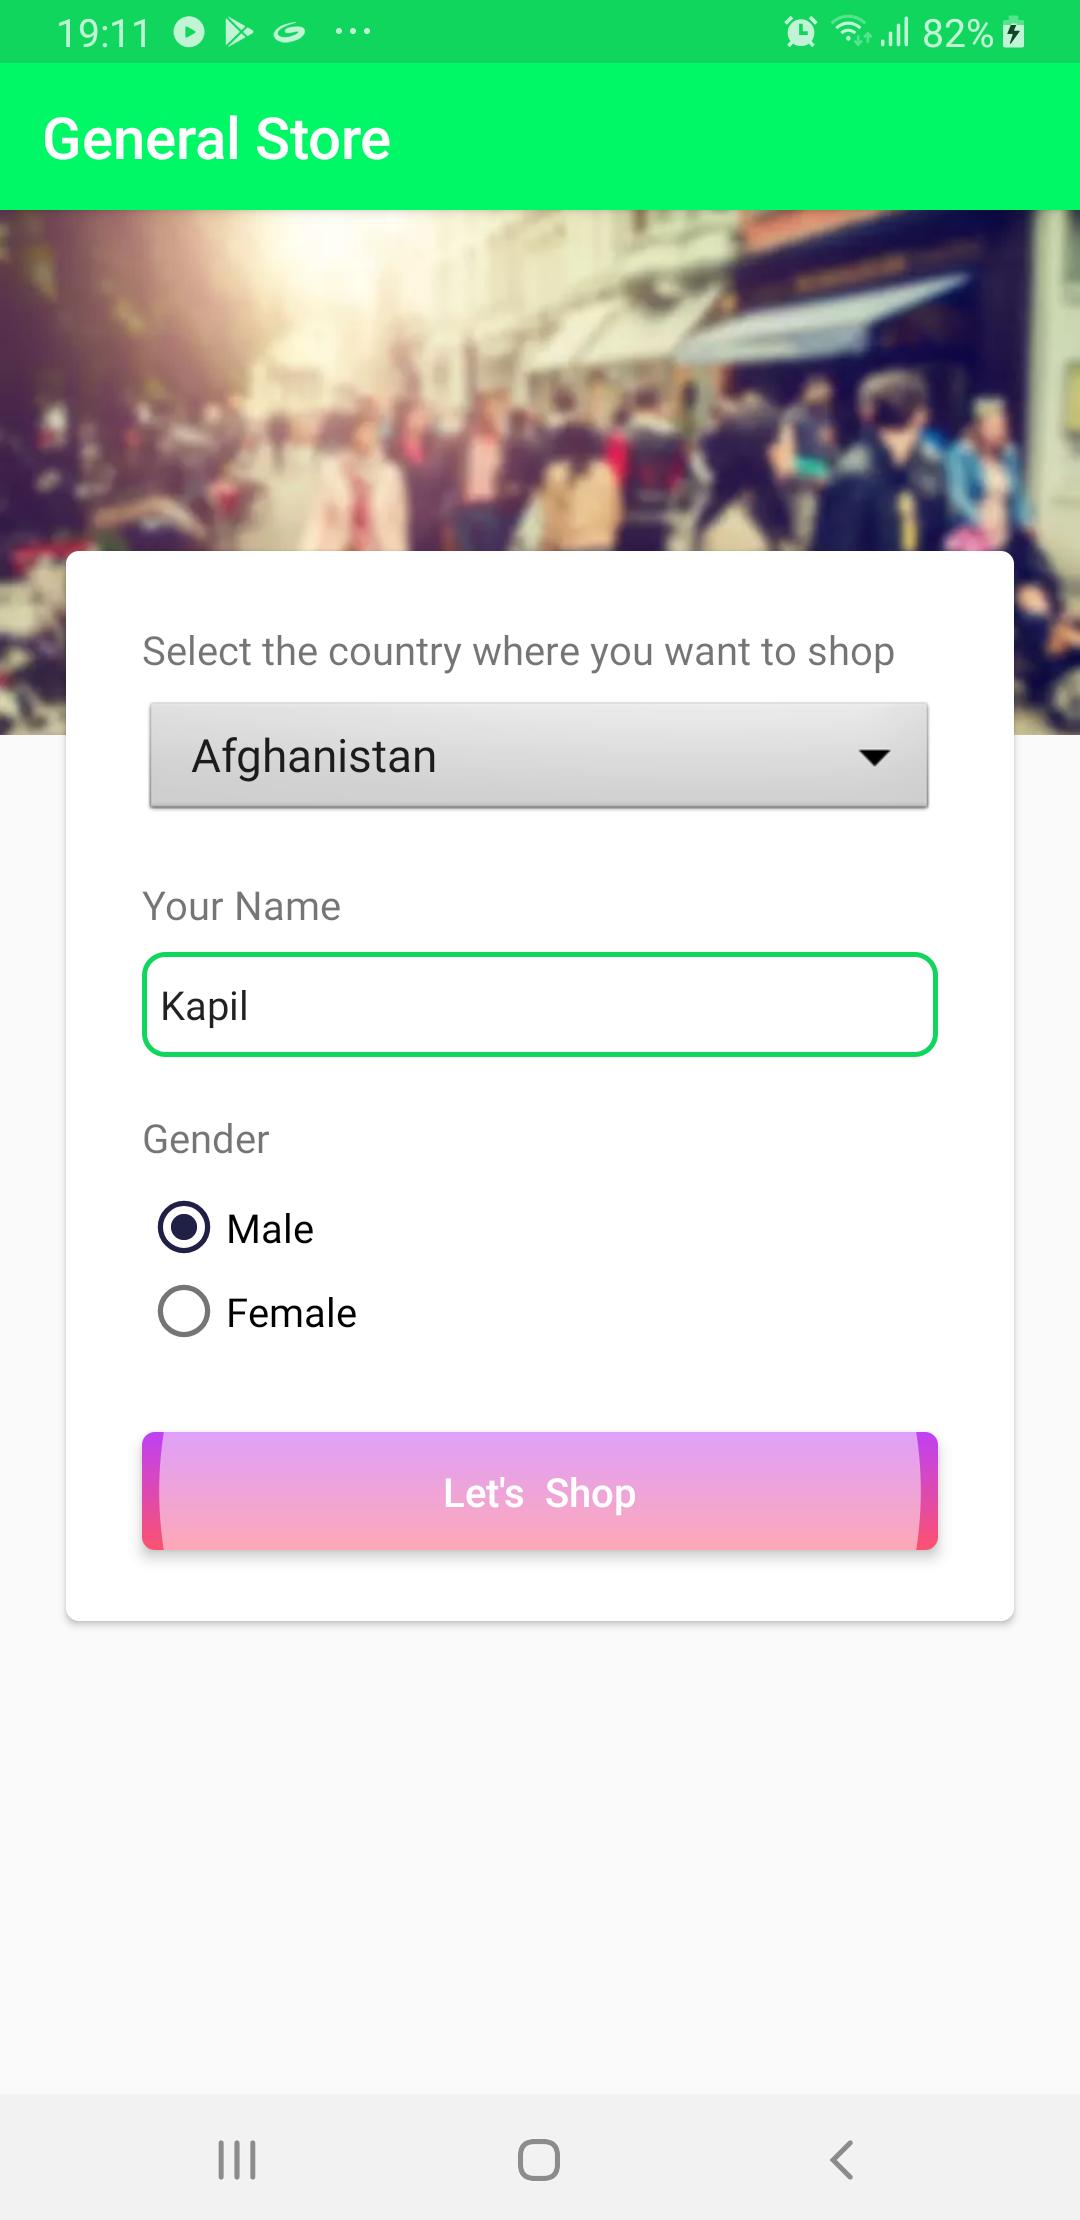 19:11
82%
General Store
Select the country where you want to shop
Afghanistan
Your Name
Kapil
Gender
Male
Female
Let's Shop